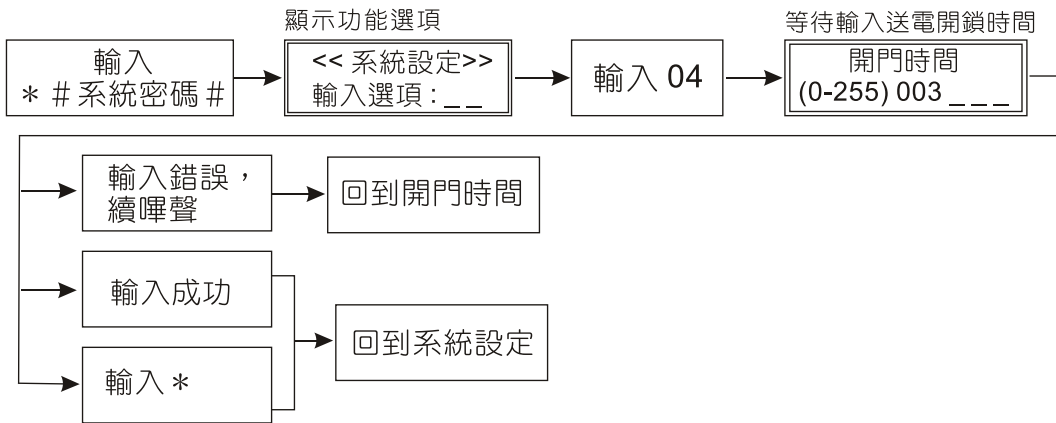 顯示功能選項
等待輸入送電開鎖時間
輸入
＊＃系統密碼＃
<< 系統設定>>
輸入選項:_ _
輸入 04
開門時間
(0-255) 003 _ _ _
輸入錯誤，
續嗶聲
回到開門時間
輸入成功
回到系統設定
輸入＊